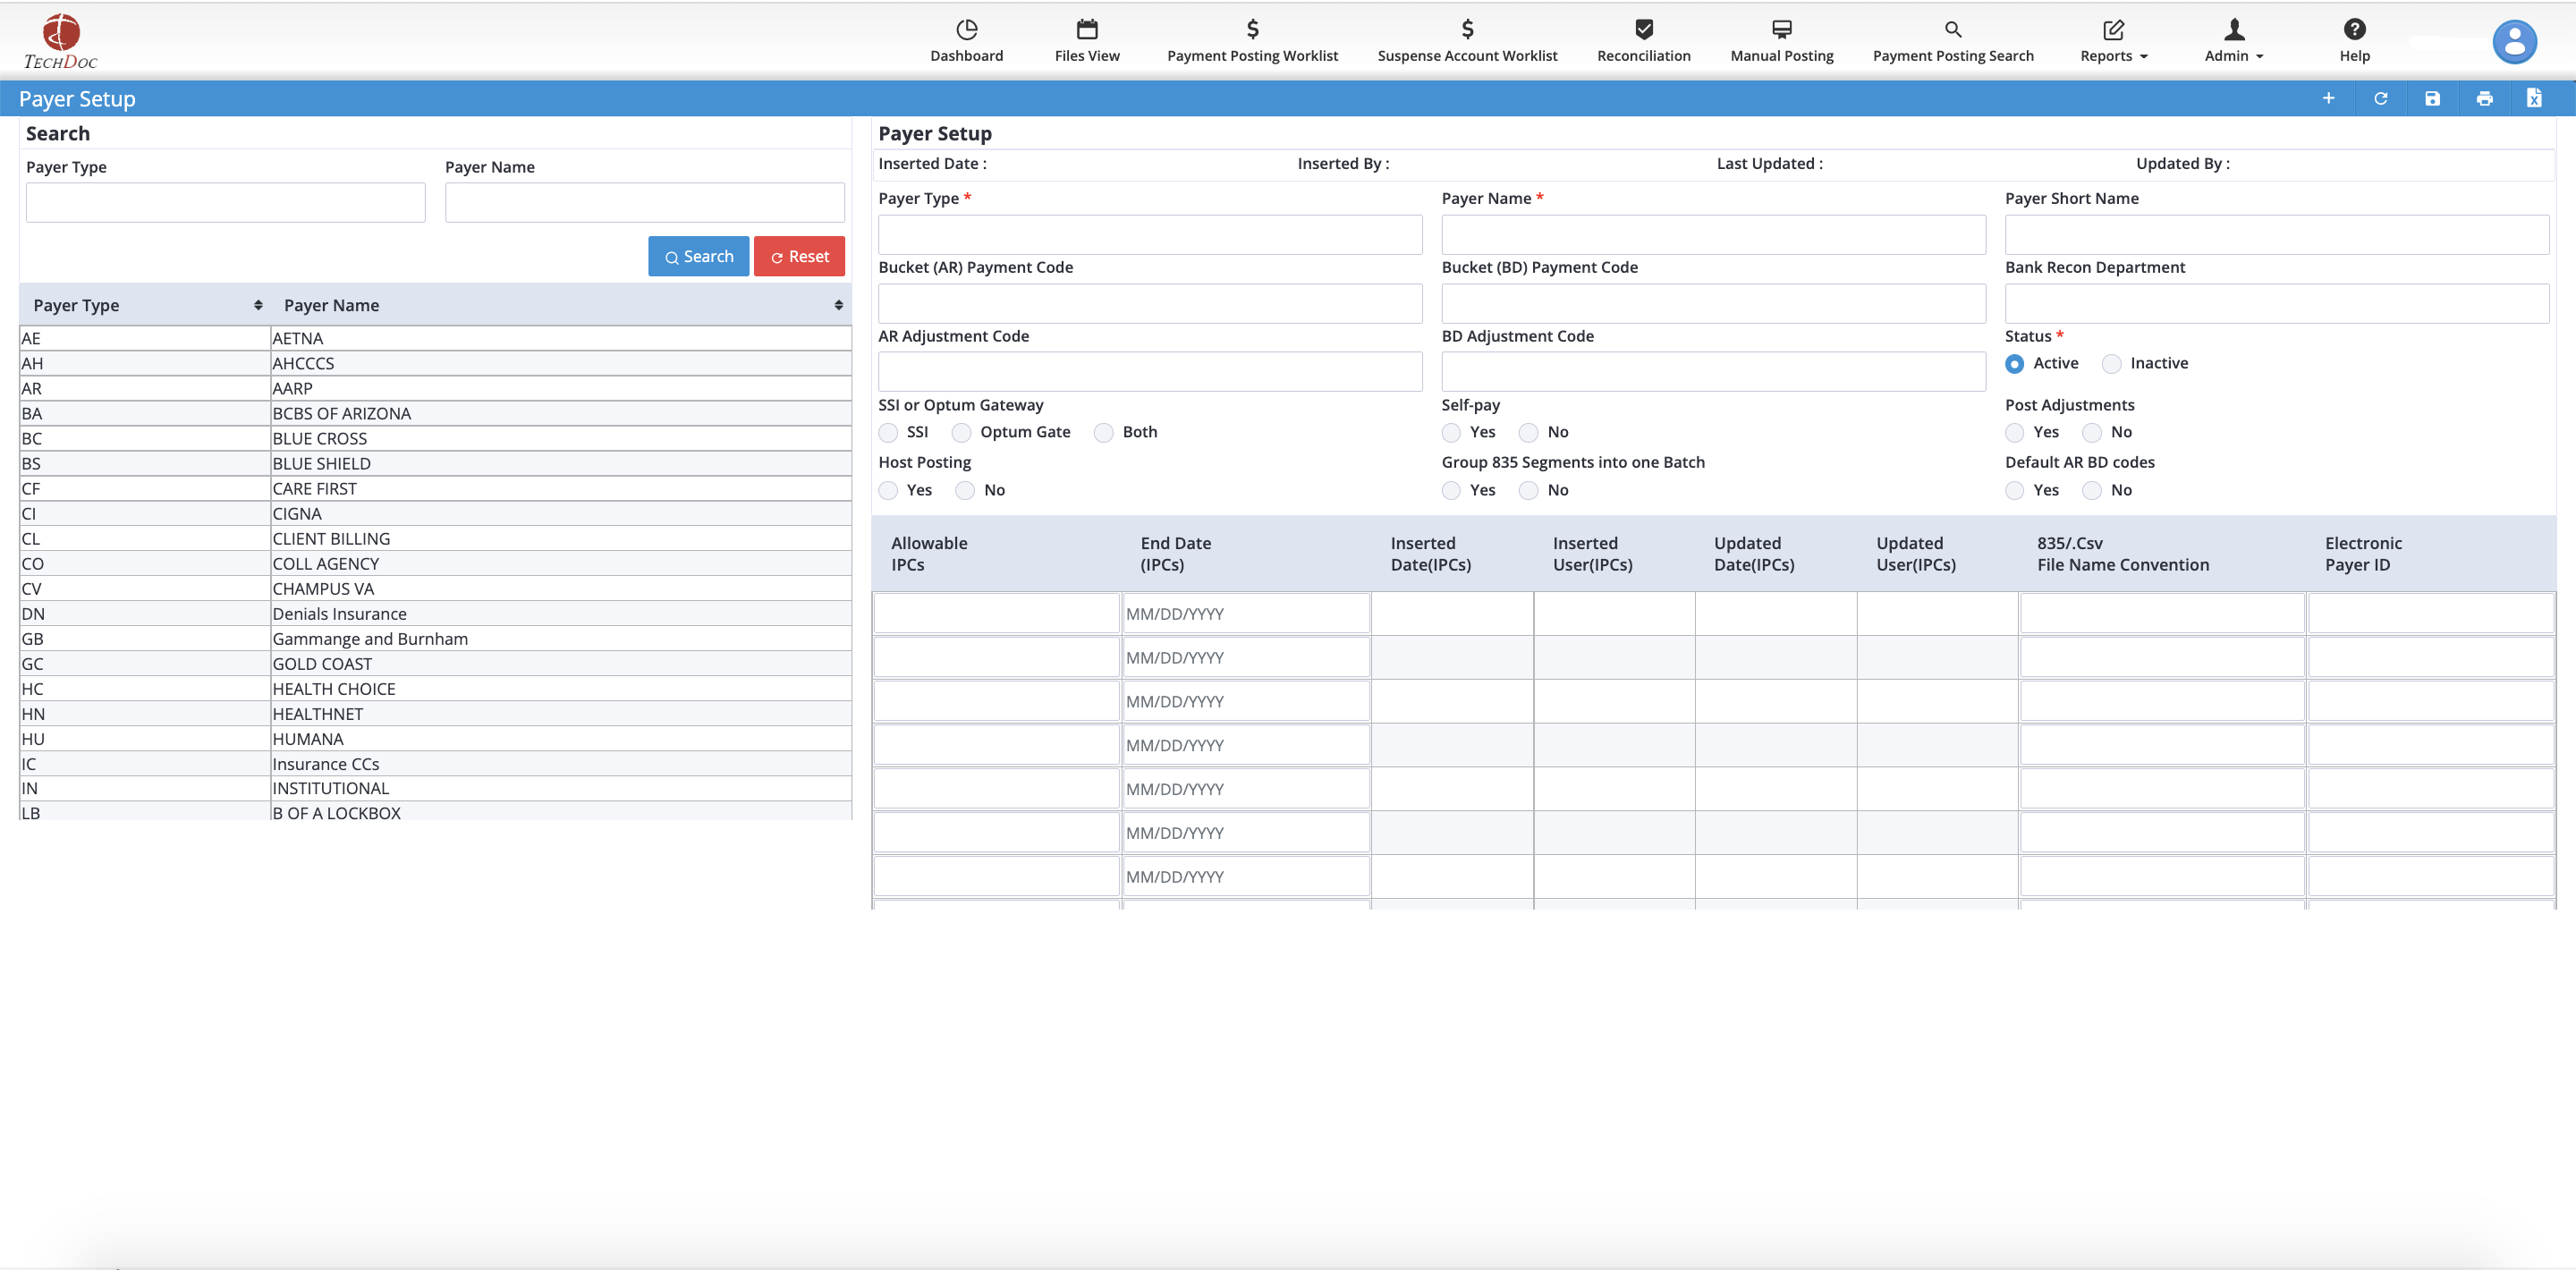 TECHDOC
Dashboard Files View Payment Posting Worklist Suspense Account Worklist Reconciliation Manual Posting Payment Posting Search Reports Admin Help
Payer Setup
Search
Payer Type Payer Name
Search Reset
Payer Type Payer Name
AE AETNA
AH AHCCCS
AR AARP
BA BCBS OF ARIZONA
BC BLUE CROSS
BS BLUE SHIELD
CF CARE FIRST
CI CIGNA
CL CLIENT BILLING
CO COLL AGENCY
CV CHAMPUS VA
DN Denials Insurance
GB Gammange and Burnham
GC GOLD COAST
HC HEALTH CHOICE
HN HEALTHNET
HU HUMANA
IC Insurance CCs
IN INSTITUTIONAL
LB B OF A LOCKBOX
Payer Setup
Inserted Date : Inserted By : Last Updated : Updated By :
Payer Type * Payer Name * Payer Short Name
Bucket (AR) Payment Code Bucket (BD) Payment Code Bank Recon Department
AR Adjustment Code BD Adjustment Code Status *
Active Inactive
SSI or Optum Gateway Self-pay Post Adjustments
SSI Optum Gate Both Yes No Yes No
Host Posting Group 835 Segments into one Batch Default AR BD codes
Yes No Yes No Yes No
Allowable End Date Inserted Inserted Updated Updated 835/.Csv Electronic
IPCs (IPCs) Date(IPCs) User(IPCs) Date(IPCs) User(IPCs) File Name Convention Payer ID
MM/DD/YYYY
MM/DD/YYYY
MM/DD/YYYY
MM/DD/YYYY
MM/DD/YYYY
MM/DD/YYYY
MM/DD/YYYY